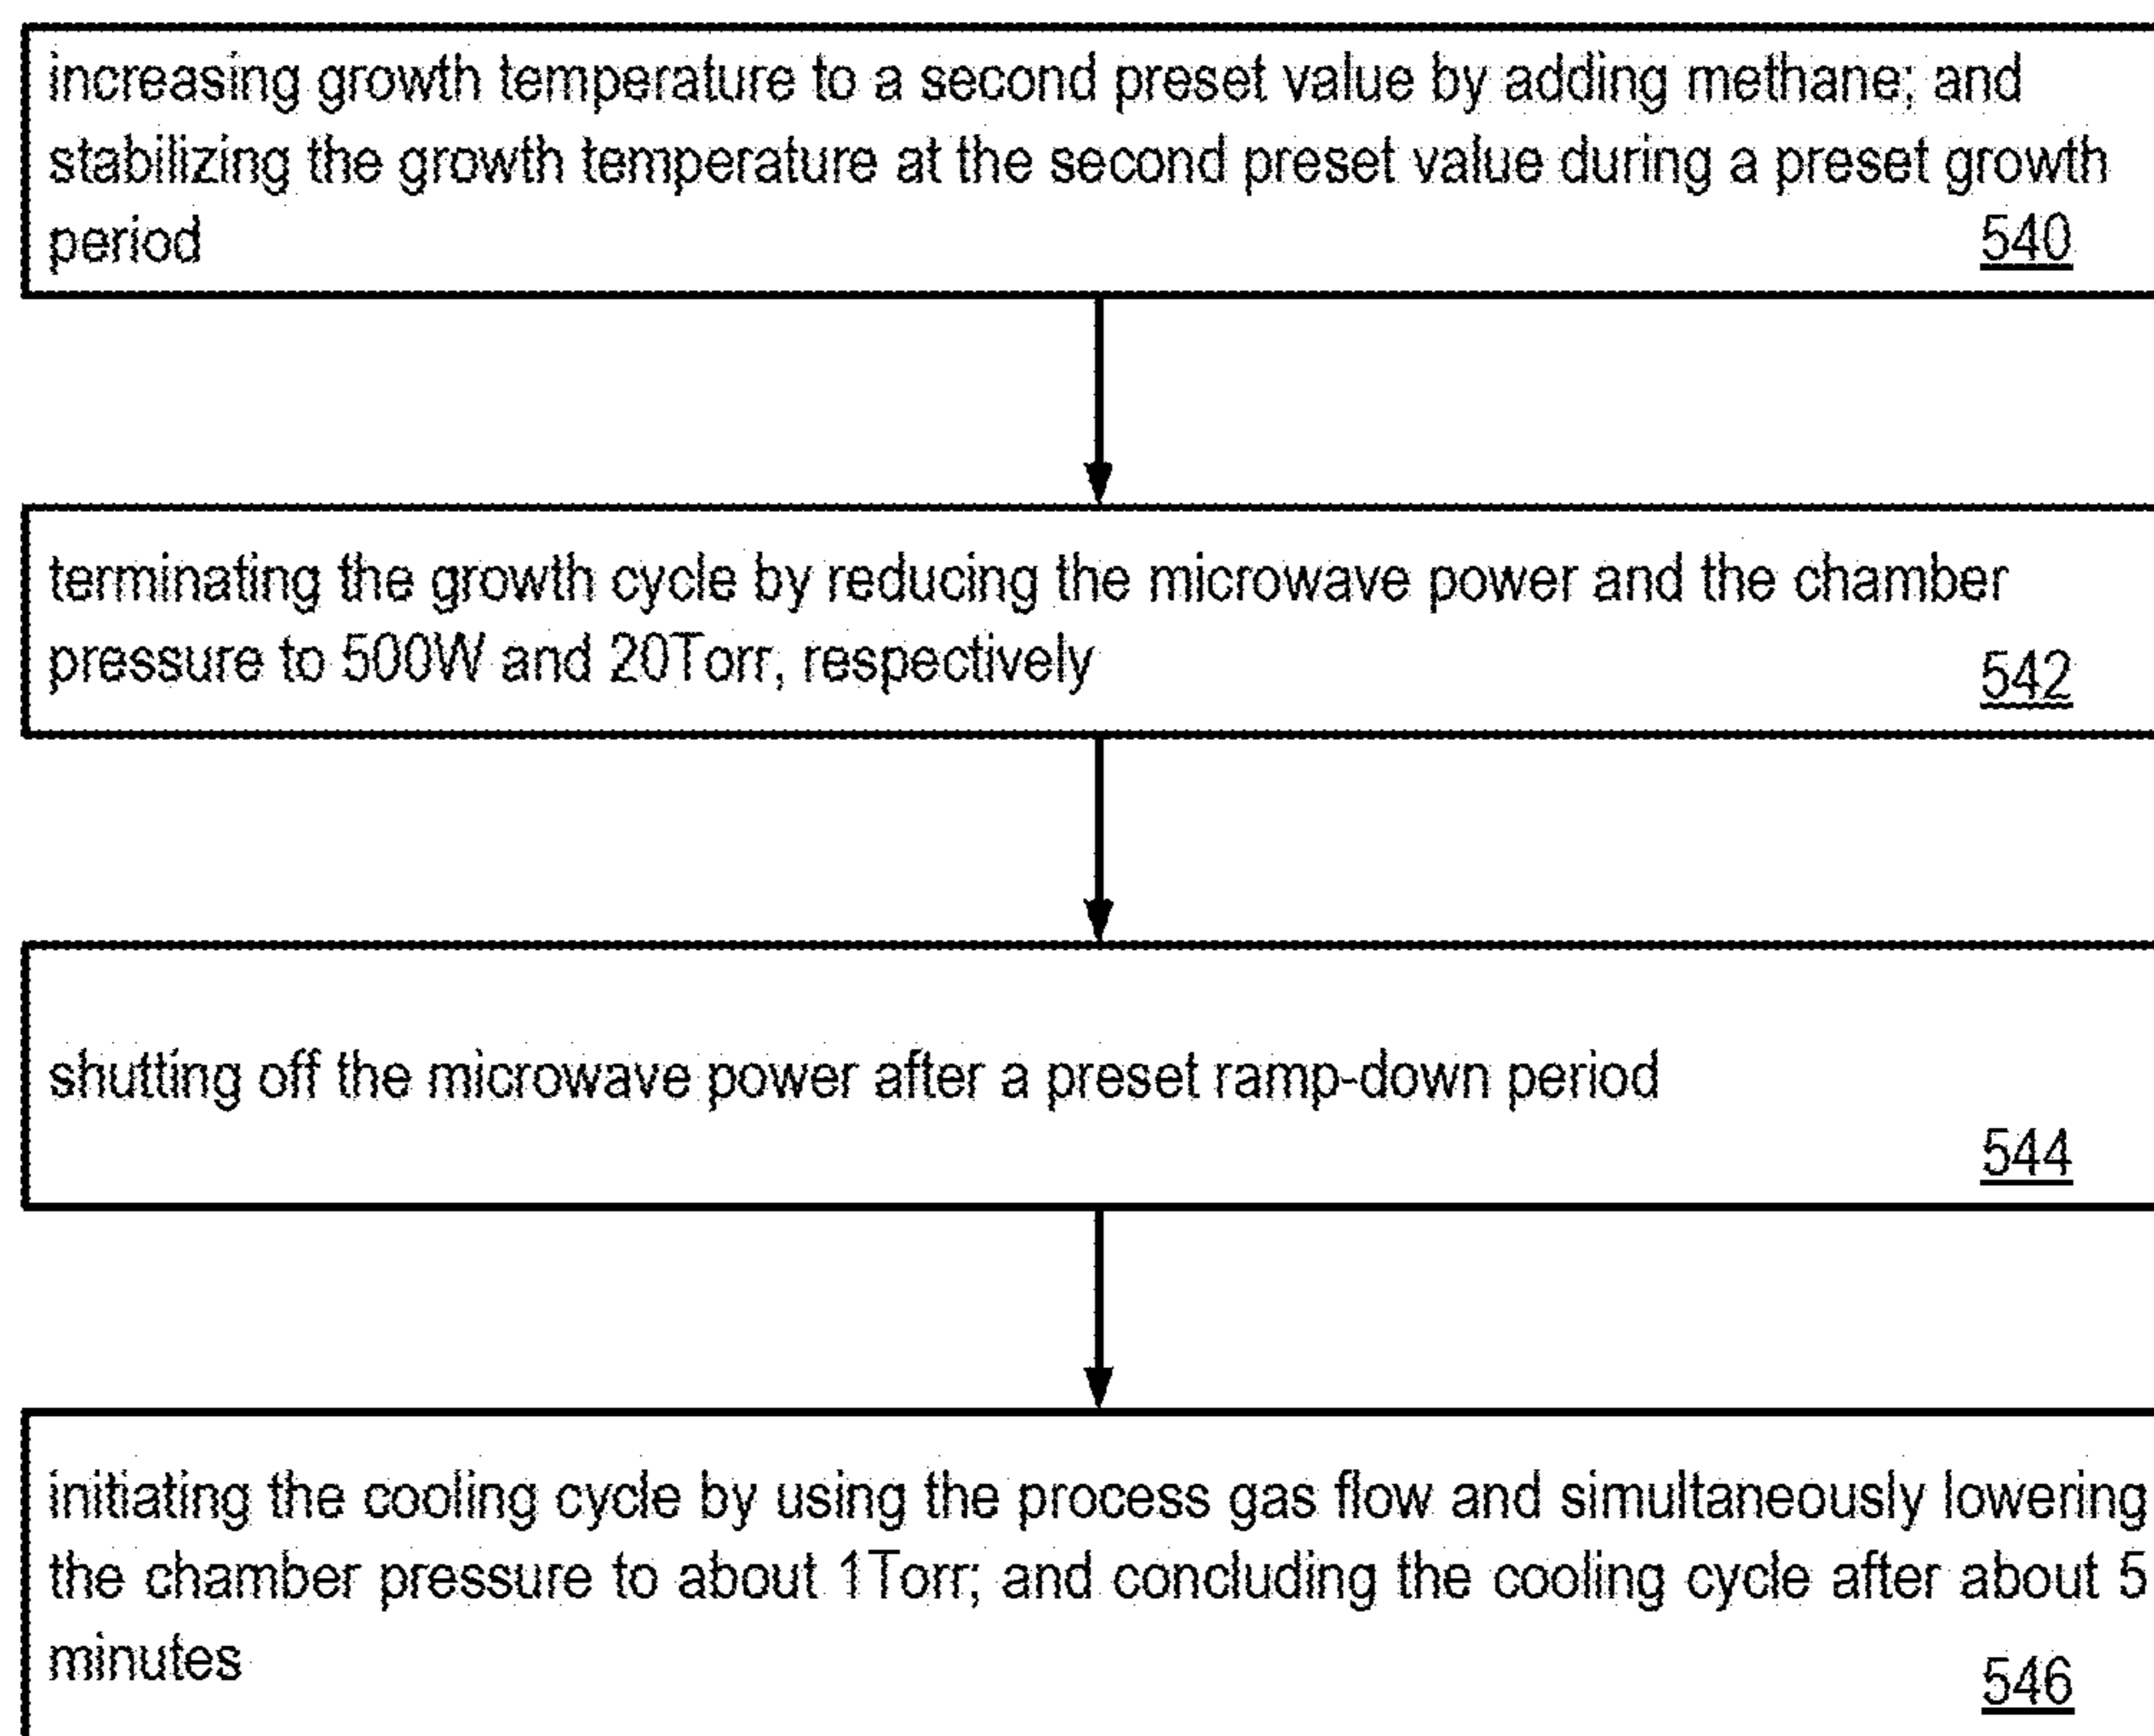 increasing growth temperature to a second preset value by adding methane; and
stabilizing the growth temperature at the second preset value during a preset growth
period
540
terminating the growth cycle by reducing the microwave power and the chamber
pressure to 500W and 20Torr, respectively
542
shutting off the microwave power after a preset ramp-down period
544
initiating the cooling cycle by using the process gas flow and simultaneously lowering
the chamber pressure to about 1Torr; and concluding the cooling cycle after about 5
minutes
546